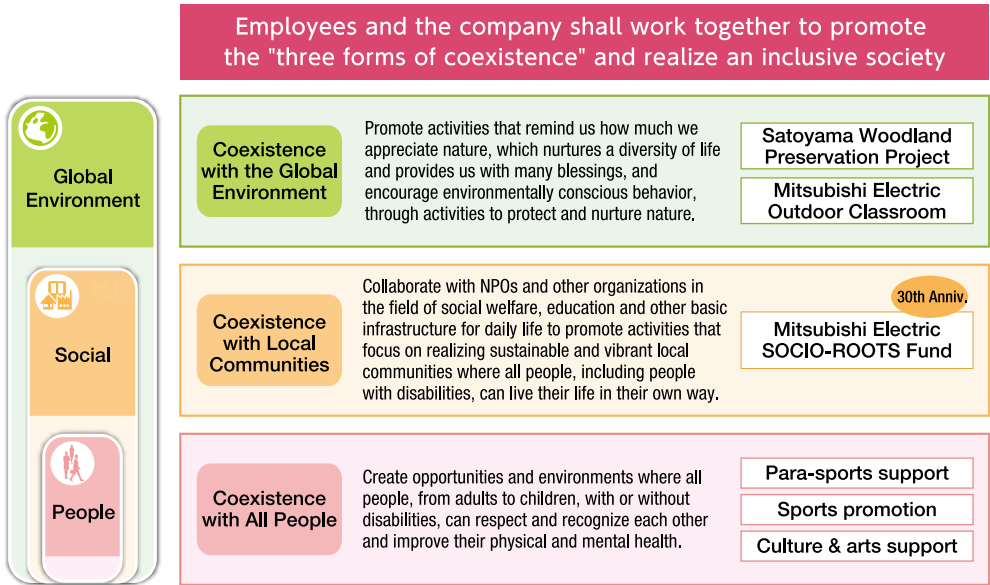 Employees and the company shall work together to promote
the "three forms of coexistence" and realize an inclusive society
Global
Environment
Coexistence
with the Global
Environment
Promote activities that remind us how much we
appreciate nature, which nurtures a diversity of life
and provides us with many blessings, and
encourage environmentally conscious behavior,
through activities to protect and nurture nature.
Satoyama Woodland
Preservation Project
Mitsubishi Electric
Outdoor Classroom
Social
Coexistence
with Local
Communities
Collaborate with NPOs and other organizations in
the field of social welfare, education and other basic
infrastructure for daily life to promote activities that
focus on realizing sustainable and vibrant local
communities where all people, including people
with disabilities, can live their life in their own way.
30th Anniv.
Mitsubishi Electric
SOCIO-ROOTS Fund
People
Coexistence
with All People
Create opportunities and environments where all
people, from adults to children, with or without
disabilities, can respect and recognize each other
and improve their physical and mental health.
Para-sports support
Sports promotion
Culture & arts support